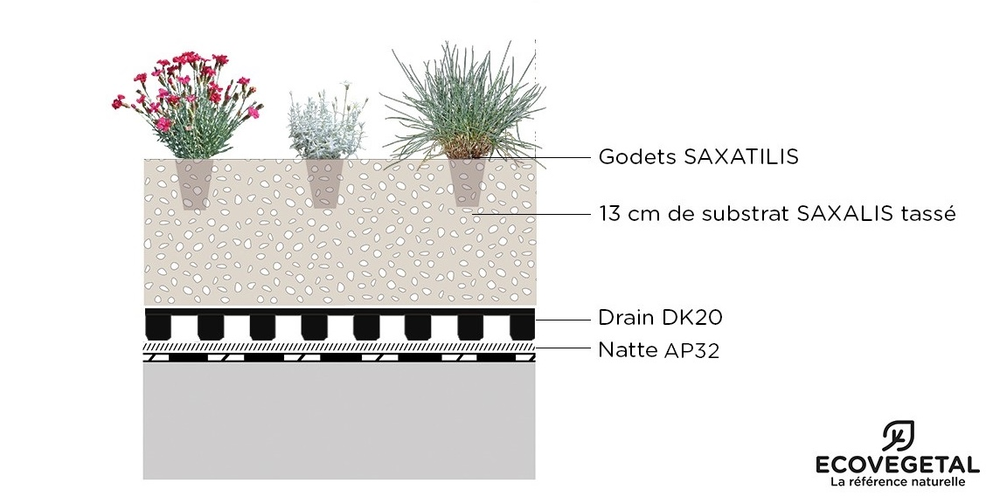 Godets SAXATILIS
13 cm de substrat SAXALIS tassé
Drain DK20
Natte AP32
ECOVEGETAL
La référence naturelle